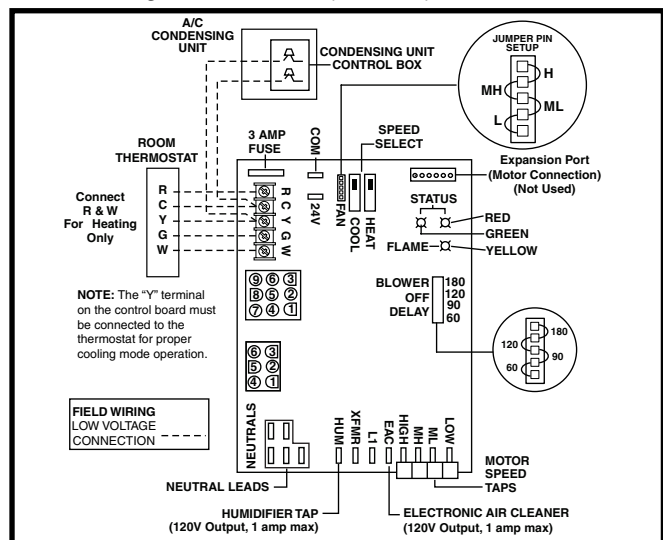 A/C
CONDENSING
UNIT
CONDENSING UNIT
CONTROL BOX
JUMPER PIN
SETUP
H
MH
ML
L
ROOM
THERMOSTAT
3 AMP
FUSE
COM
24V
SPEED
SELECT
Expansion Port
(Motor Connection)
(Not Used)
Connect
R & W
For Heating
Only
R
C
Y
G
W
R
C
Y
G
W
FAN
COOL
HEAT
STATUS
RED
GREEN
FLAME
YELLOW
NOTE: The “Y” terminal
on the control board must
be connected to the
thermostat for proper
cooling mode operation.
9 6 3
8 5 2
7 4 1
6 3
5 2
4 1
BLOWER
OFF
DELAY
180
120
90
60
180
120
90
60
FIELD WIRING
LOW VOLTAGE
CONNECTION
NEUTRALS
HUM
XFMR
L1
EAC
HIGH
MH
ML
LOW
NEUTRAL LEADS
MOTOR
SPEED
TAPS
HUMIDIFIER TAP
(120V Output, 1 amp max)
ELECTRONIC AIR CLEANER
(120V Output, 1 amp max)